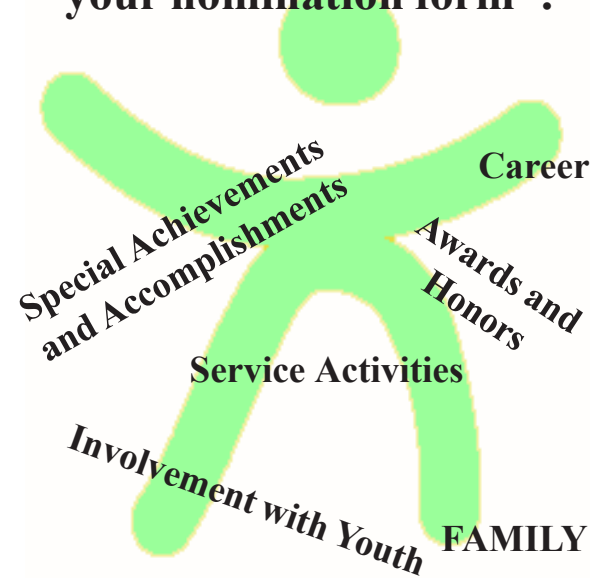 your nomination form :
Career
Special Achievements
and Accomplishments
Awards and
Honors
Service Activities
Involvement with Youth
FAMILY